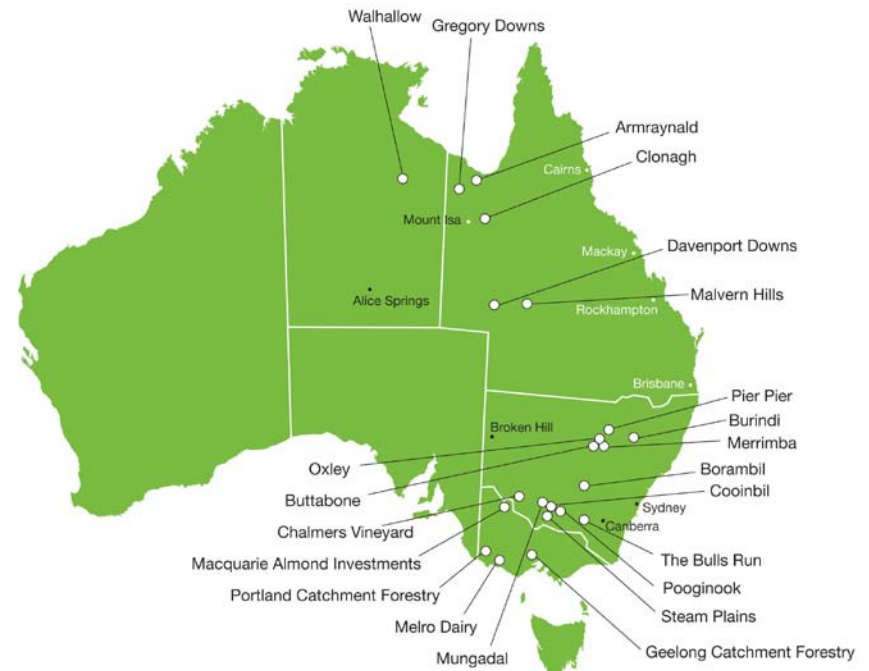 Walhallow
Gregory Downs
Armraynald
Clonagh
Cairns
Mount Isa
Davenport Downs
Mackay
Malvern Hills
Alice Springs
Rockhampton
Brisbane
Pier Pier
Burindi
Broken Hill
Merrimba
Oxley
Borambil
Buttabone
Cooinbil
Sydney
Chalmers Vineyard
Canberra
Macquarie Almond Investments
The Bulls Run
Pooginook
Portland Catchment Forestry
Steam Plains
Melro Dairy
Geelong Catchment Forestry
Mungadal